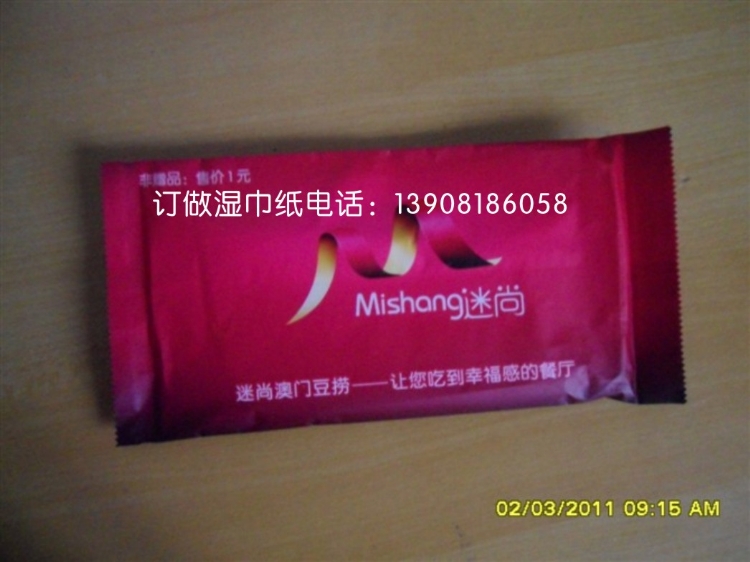 非赠品：售价1元
订做湿巾纸电话：13908186058
Mishang迷尚
迷尚澳门豆捞——让您吃到幸福感的餐厅
02/03/2011 09:15 AM